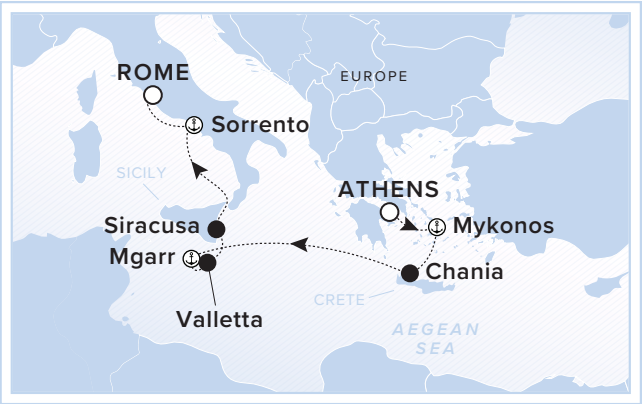 EUROPE
ROME
Sorrento
SICILY
ATHENS
Siracusa
Mykonos
Mgarr
Chania
CRETE
Valletta
AEGEAN
SEA